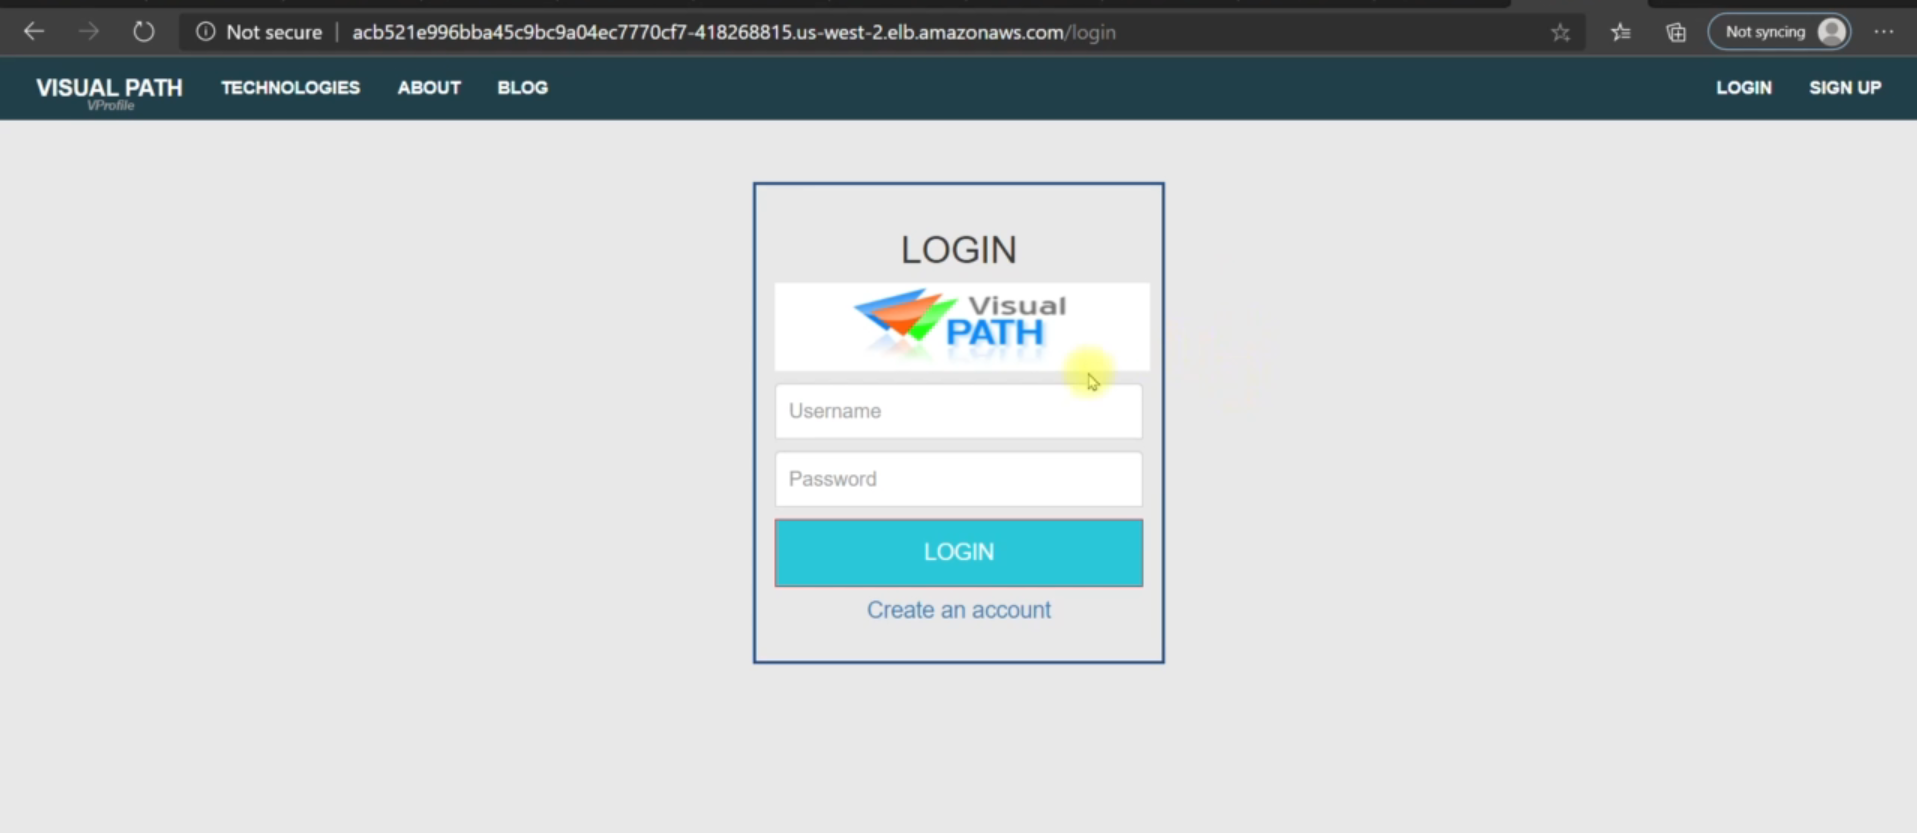 Not secure | acb521e996bba45c9bc9a04ec7770cf7-418268815.us-west-2.elb.amazonaws.com/login
Not syncing
VISUAL PATH TECHNOLOGIES ABOUT BLOG LOGIN SIGN UP
VProfile
LOGIN
Visual
PATH
Username
Password
LOGIN
Create an account